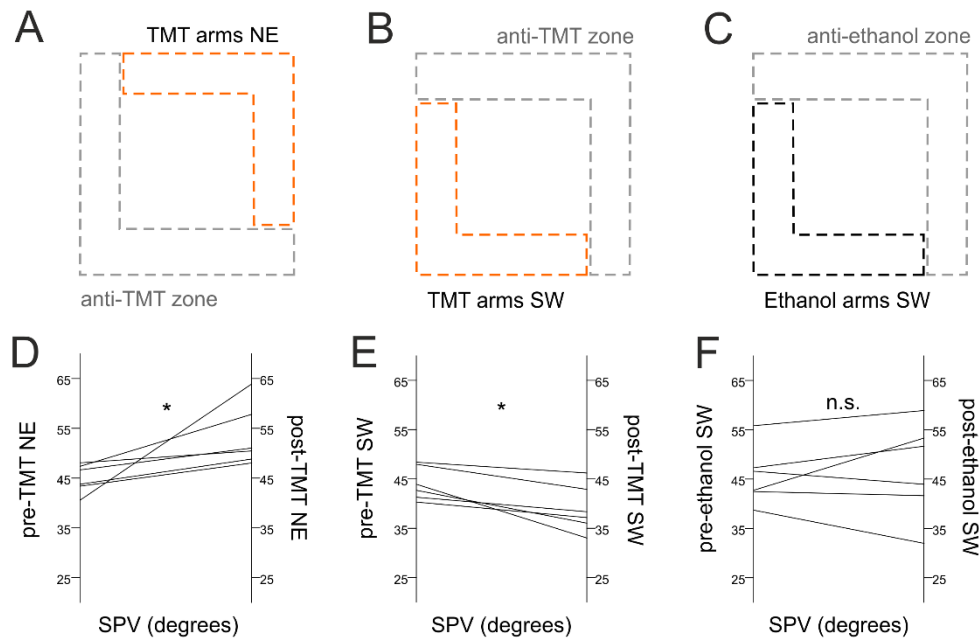 A
TMT arms NE
anti-TMT zone
B
anti-TMT zone
TMT arms SW
C
anti-ethanol zone
Ethanol arms SW
D
pre-TMT NE
65
55
45
35
25
*
65
55
45
35
25
post-TMT NE
SPV (degrees)
E
pre-TMT SW
65
55
45
35
25
*
65
55
45
35
25
post-TMT SW
SPV (degrees)
F
pre-ethanol SW
65
55
45
35
25
n.s.
65
55
45
35
25
post-ethanol SW
SPV (degrees)